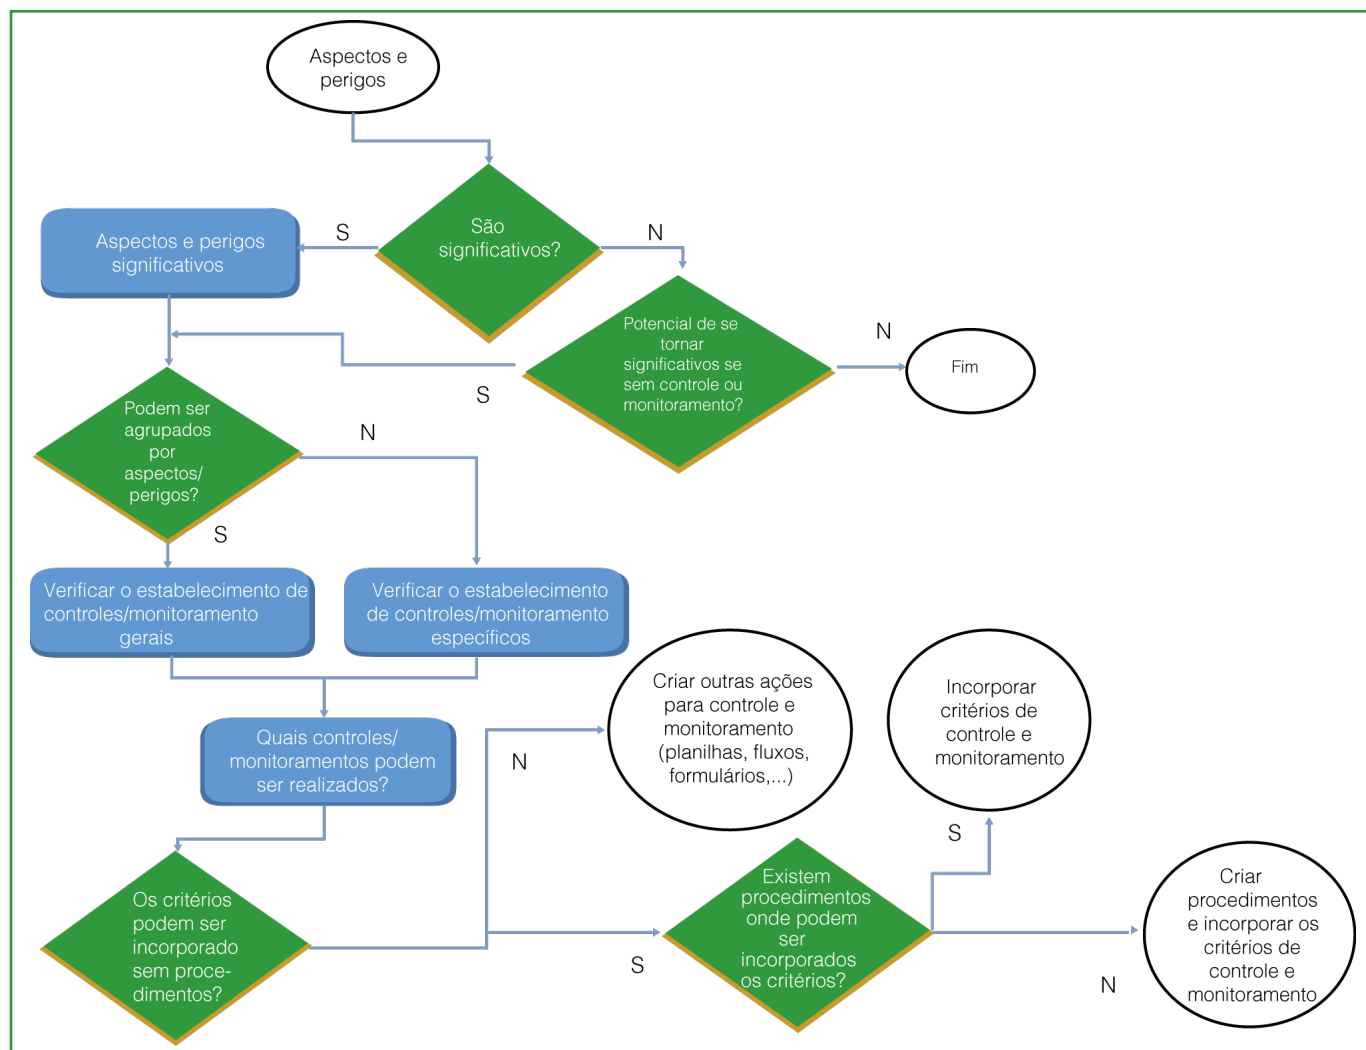 Aspectos e
perigos
São
significativos?
S
N
Aspectos e perigos
significativos
Potencial de se
tornar
significativos se
sem controle ou
monitoramento?
N
Fim
S
Podem ser
agrupados
por
aspectos/
perigos?
N
S
Verificar o estabelecimento de
controles/monitoramento
gerais
Verificar o estabelecimento
de controles/monitoramento
específicos
Quais controles/
monitoramentos podem
ser realizados?
Criar outras ações
para controle e
monitoramento
(planilhas, fluxos,
formulários,...)
N
Incorporar
critérios de
controle e
monitoramento
S
Os critérios
podem ser
incorporado
sem proce-
dimentos?
S
Existem
procedimentos
onde podem
ser
incorporados
os critérios?
Criar
procedimentos
e incorporar os
critérios de
controle e
monitoramento
N